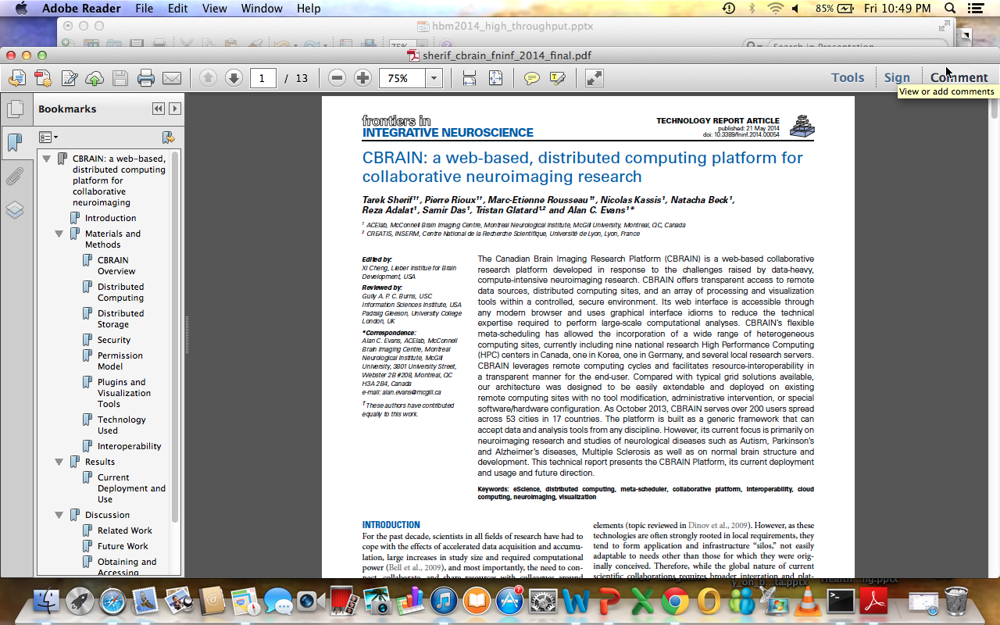 Adobe Reader File Edit View Window Help 85% Fri 10:49 PM
hbm2014_high_throughput.pptx
75% Search in Presentation
sherif_cbrain_fninf_2014_final.pdf
1 / 13 75% Tools Sign Comment
View or add comments
Bookmarks
CBRAIN: a web-based,
distributed computing
platform for
collaborative
neuroimaging
Introduction
Materials and
Methods
CBRAIN
Overview
Distributed
Computing
Distributed
Storage
Security
Permission
Model
Plugins and
Visualization
Tools
Technology
Used
Interoperability
Results
Current
Deployment and
Use
Discussion
Related Work
Future Work
Obtaining and
Accessing
frontiers in
INTEGRATIVE NEUROSCIENCE
TECHNOLOGY REPORT ARTICLE
published: 21 May 2014
doi: 10.3389/fninf.2014.00054
CBRAIN: a web-based, distributed computing platform for
collaborative neuroimaging research
Tarek Sherif¹†, Pierre Rioux¹†, Marc-Etienne Rousseau¹†, Nicolas Kassis¹, Natacha Beck¹,
Reza Adalat¹, Samir Das¹, Tristan Glatard¹,² and Alan C. Evans¹*
¹ ACElab, McConnell Brain Imaging Centre, Montreal Neurological Institute, McGill University, Montreal, QC, Canada
² CREATIS, INSERM, Centre National de la Recherche Scientifique, Université de Lyon, Lyon, France
Edited by:
Xi Cheng, Lieber Institue for Brain
Development, USA
Reviewed by:
Gully A. P. C. Burns, USC
Information Sciences Institute, USA
Padraig Gleeson, University College
London, UK
*Correspondence:
Alan C. Evans, ACElab, McConnell
Brain Imaging Centre, Montreal
Neurological Institute, McGill
University, 3801 University Street,
Webster 2B #208, Montreal, QC
H3A 2B4, Canada
e-mail: alan.evans@mcgill.ca
†These authors have contributed
equally to this work.
The Canadian Brain Imaging Research Platform (CBRAIN) is a web-based collaborative
research platform developed in response to the challenges raised by data-heavy,
compute-intensive neuroimaging research. CBRAIN offers transparent access to remote
data sources, distributed computing sites, and an array of processing and visualization
tools within a controlled, secure environment. Its web interface is accessible through
any modern browser and uses graphical interface idioms to reduce the technical
expertise required to perform large-scale computational analyses. CBRAIN's flexible
meta-scheduling has allowed the incorporation of a wide range of heterogeneous
computing sites, currently including nine national research High Performance Computing
(HPC) centers in Canada, one in Korea, one in Germany, and several local research servers.
CBRAIN leverages remote computing cycles and facilitates resource-interoperability in
a transparent manner for the end-user. Compared with typical grid solutions available,
our architecture was designed to be easily extendable and deployed on existing
remote computing sites with no tool modification, administrative intervention, or special
software/hardware configuration. As October 2013, CBRAIN serves over 200 users spread
across 53 cities in 17 countries. The platform is built as a generic framework that can
accept data and analysis tools from any discipline. However, its current focus is primarily on
neuroimaging research and studies of neurological diseases such as Autism, Parkinson's
and Alzheimer's diseases, Multiple Sclerosis as well as on normal brain structure and
development. This technical report presents the CBRAIN Platform, its current deployment
and usage and future direction.
Keywords: eScience, distributed computing, meta-scheduler, collaborative platform, interoperability, cloud
computing, neuroimaging, visualization
INTRODUCTION
For the past decade, scientists in all fields of research have had to
cope with the effects of accelerated data acquisition and accumu-
lation, large increases in study size and required computational
power (Bell et al., 2009), and most importantly, the need to con-
nect, collaborate, and share resources with colleagues around
elements (topic reviewed in Dinov et al., 2009). However, as these
technologies are often strongly rooted in local requirements, they
tend to form application and infrastructure “silos,” not easily
adaptable to needs other than those for which they were orig-
inally conceived. Therefore, while the global nature of current
scientific collaborations requires broader integration and plat-